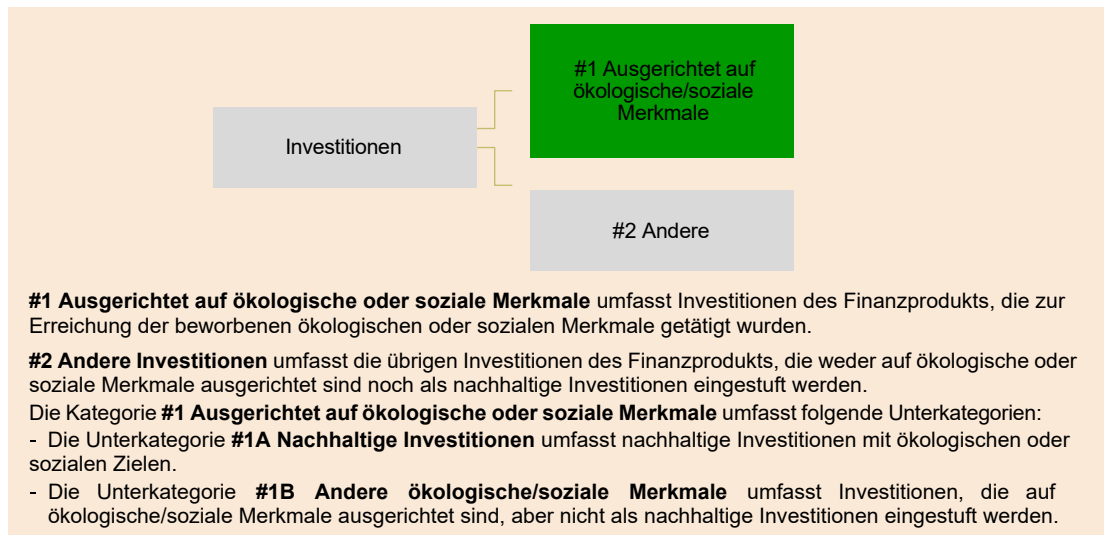 #1 Ausgerichtet auf
ökologische/soziale
Merkmale
Investitionen
#2 Andere
#1 Ausgerichtet auf ökologische oder soziale Merkmale umfasst Investitionen des Finanzprodukts, die zur
Erreichung der beworbenen ökologischen oder sozialen Merkmale getätigt wurden.
#2 Andere Investitionen umfasst die übrigen Investitionen des Finanzprodukts, die weder auf ökologische oder
soziale Merkmale ausgerichtet sind noch als nachhaltige Investitionen eingestuft werden.
Die Kategorie #1 Ausgerichtet auf ökologische oder soziale Merkmale umfasst folgende Unterkategorien:
- Die Unterkategorie #1A Nachhaltige Investitionen umfasst nachhaltige Investitionen mit ökologischen oder
sozialen Zielen.
- Die Unterkategorie #1B Andere ökologische/soziale Merkmale umfasst Investitionen, die auf
ökologische/soziale Merkmale ausgerichtet sind, aber nicht als nachhaltige Investitionen eingestuft werden.